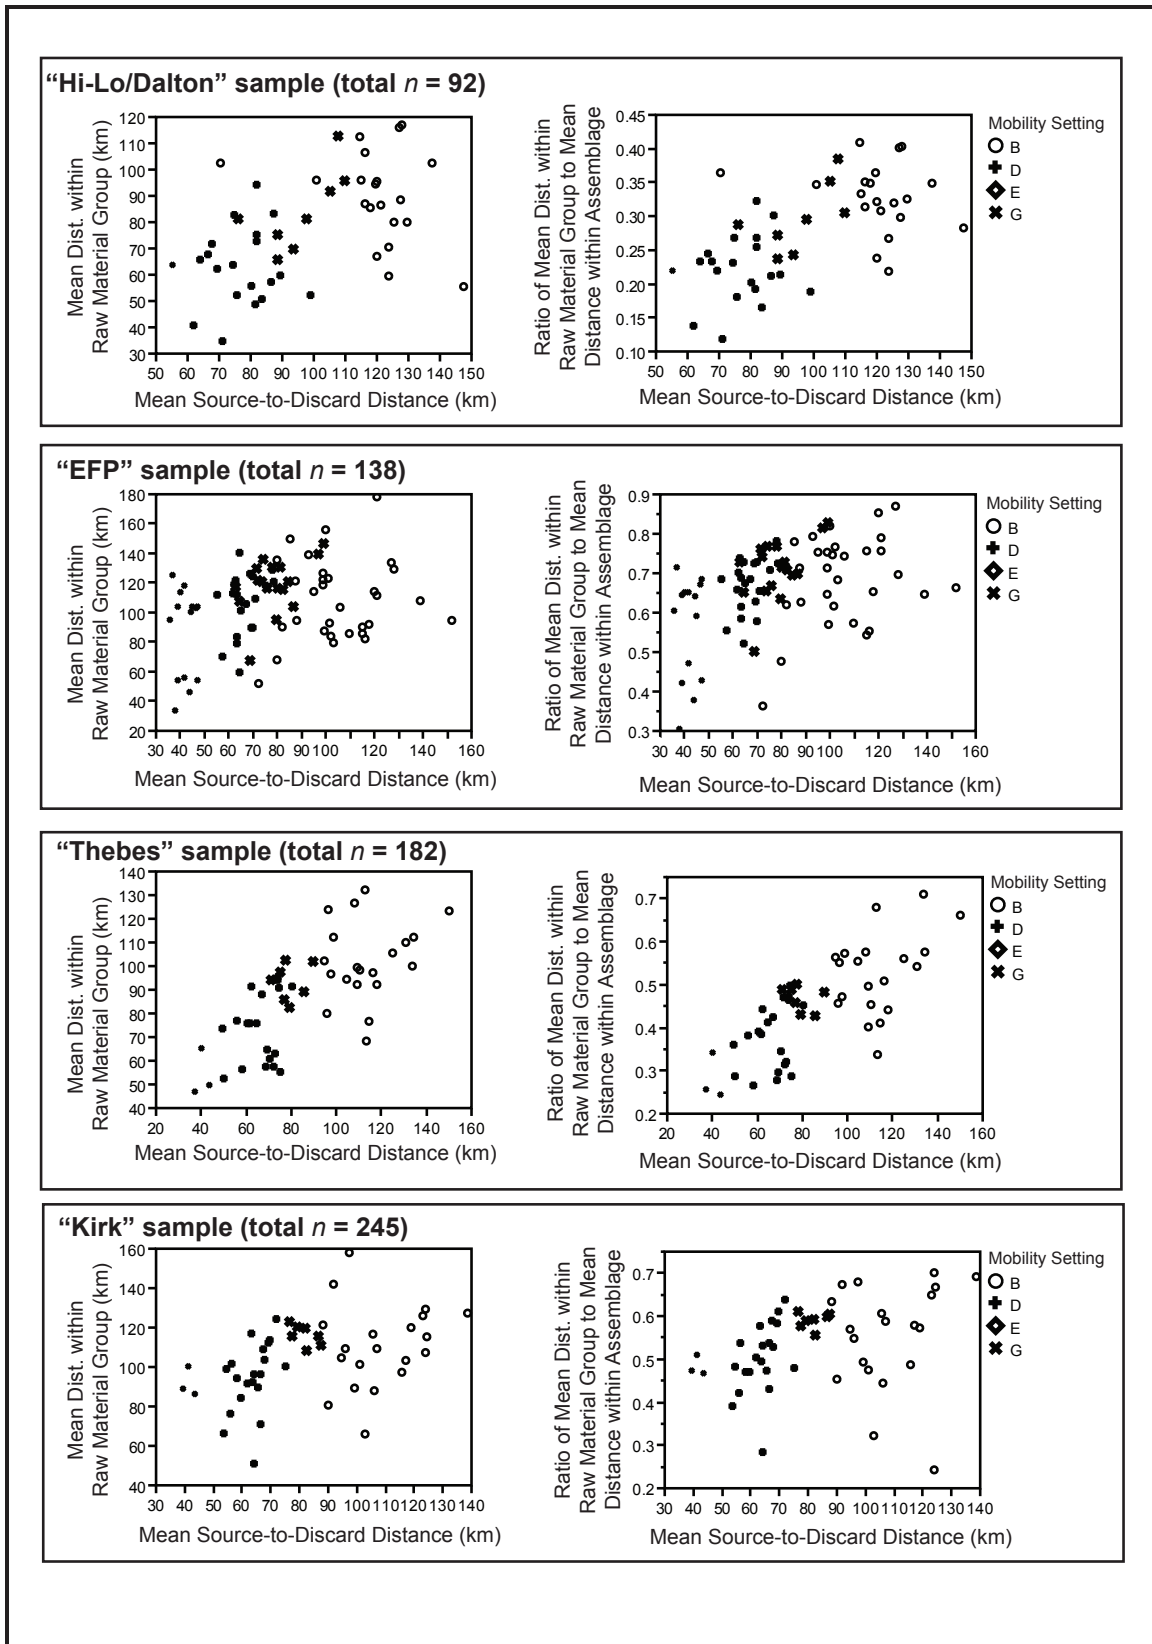 “Hi-Lo/Dalton” sample (total n = 92)
Mean Dist. within
Raw Material Group (km)
120
110
100
90
80
70
60
50
40
30
50 60 70 80 90 100 110 120 130 140 150
Mean Source-to-Discard Distance (km)
Ratio of Mean Dist. within
Raw Material Group to Mean
Distance within Assemblage
0.45
0.40
0.35
0.30
0.25
0.20
0.15
0.10
50 60 70 80 90 100 110 120 130 140 150
Mean Source-to-Discard Distance (km)
Mobility Setting
B
D
E
G
“EFP” sample (total n = 138)
Mean Dist. within
Raw Material Group (km)
180
160
140
120
100
80
60
40
20
30 40 50 60 70 80 90 100 120 140 160
Mean Source-to-Discard Distance (km)
Ratio of Mean Dist. within
Raw Material Group to Mean
Distance within Assemblage
0.9
0.8
0.7
0.6
0.5
0.4
0.3
30 40 50 60 70 80 90 100 120 140 160
Mean Source-to-Discard Distance (km)
Mobility Setting
B
D
E
G
“Thebes” sample (total n = 182)
Mean Dist. within
Raw Material Group (km)
140
130
120
110
100
90
80
70
60
50
40
20 40 60 80 100 120 140 160
Mean Source-to-Discard Distance (km)
Ratio of Mean Dist. within
Raw Material Group to Mean
Distance within Assemblage
0.7
0.6
0.5
0.4
0.3
0.2
20 40 60 80 100 120 140 160
Mean Source-to-Discard Distance (km)
Mobility Setting
B
D
E
G
“Kirk” sample (total n = 245)
Mean Dist. within
Raw Material Group (km)
160
140
120
100
80
60
40
30 40 50 60 70 80 90 100 110 120 130 140
Mean Source-to-Discard Distance (km)
Ratio of Mean Dist. within
Raw Material Group to Mean
Distance within Assemblage
0.7
0.6
0.5
0.4
0.3
0.2
30 40 50 60 70 80 90 100 110 120 130 140
Mean Source-to-Discard Distance (km)
Mobility Setting
B
D
E
G